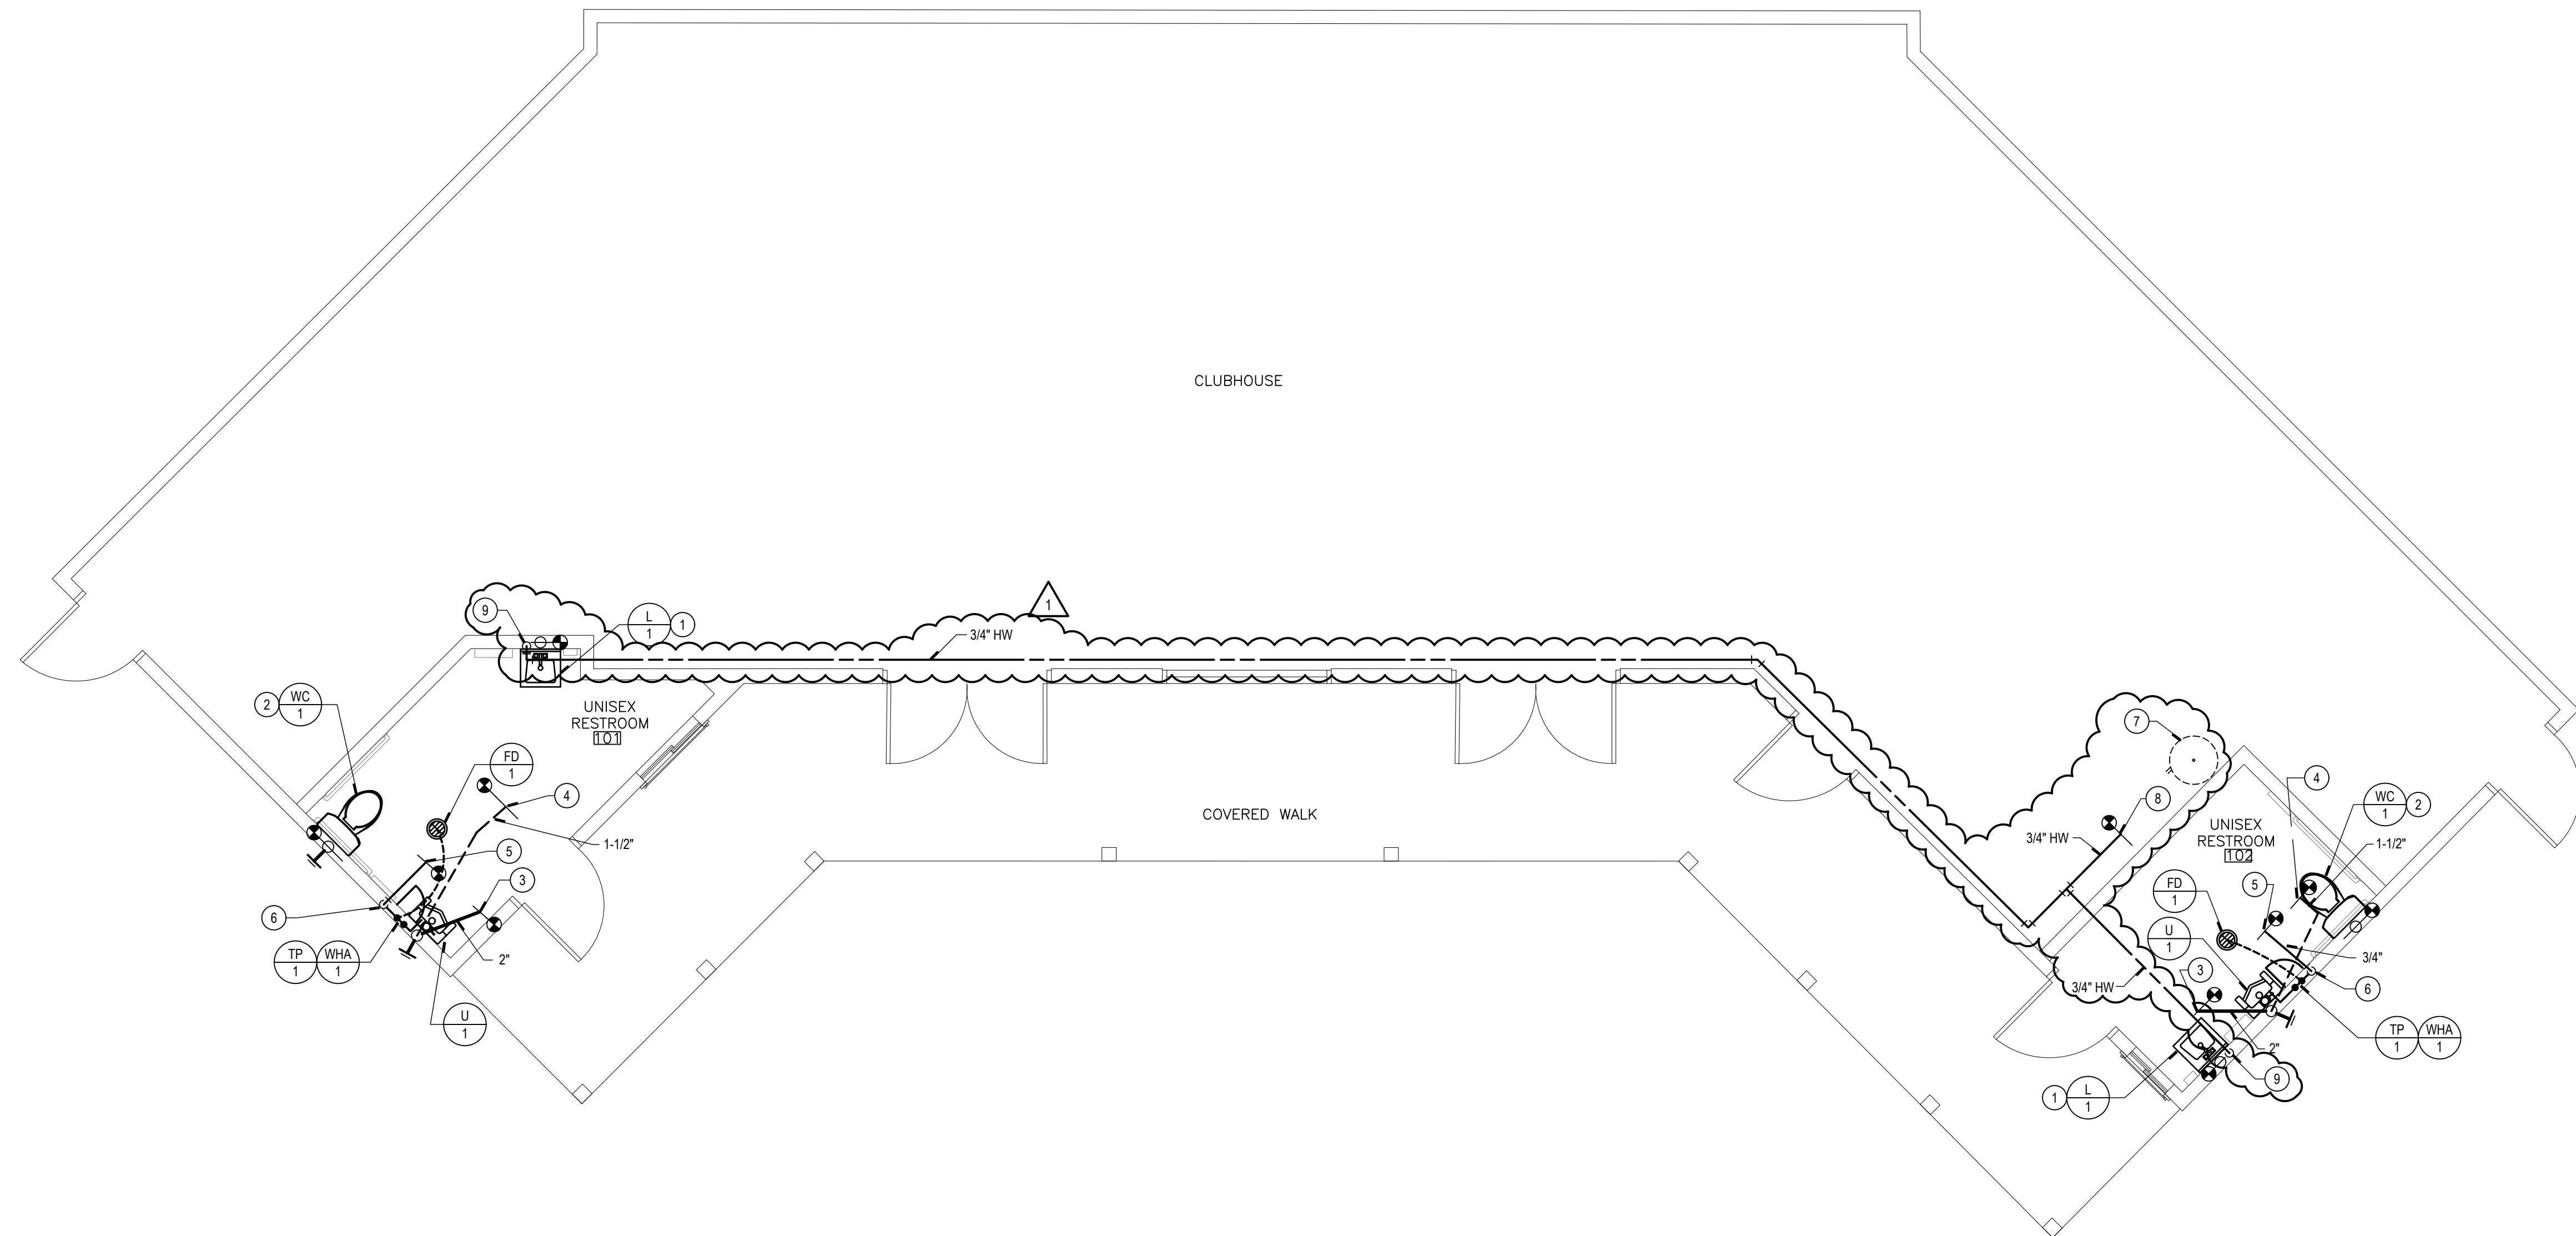 CLUBHOUSE
1
9
L
1
1
3/4" HW
2
WC
1
UNISEX
RESTROOM
101
FD
1
4
1-1/2"
5
3
6
TP
1
WHA
1
2"
U
1
COVERED WALK
7
8
3/4" HW
4
WC
1
2
UNISEX
RESTROOM
102
1-1/2"
FD
1
5
U
1
3/4"
3
3/4" HW
6
TP
1
WHA
1
2"
9
1
L
1